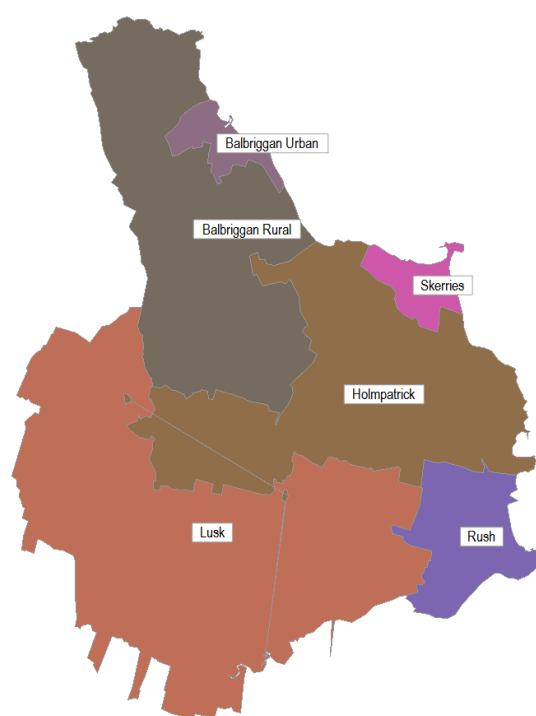 Balbriggan Urban
Balbriggan Rural
Skerries
Holmpatrick
Lusk
Rush